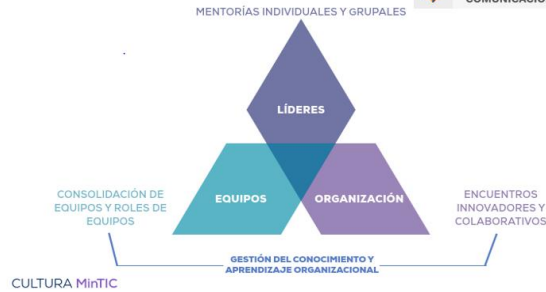 COMUNICACIO
MENTORÍAS INDIVIDUALES Y GRUPALES
LÍDERES
EQUIPOS
ORGANIZACIÓN
CONSOLIDACIÓN DE
EQUIPOS Y ROLES DE
EQUIPOS
ENCUENTROS
INNOVADORES Y
COLABORATIVOS
GESTIÓN DEL CONOCIMIENTO Y
APRENDIZAJE ORGANIZACIONAL
CULTURA MinTIC